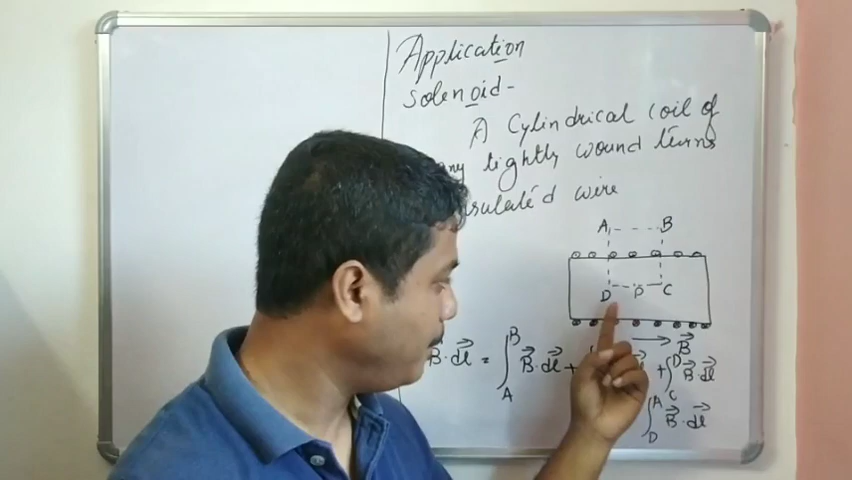 Application
Solenoid-
A Cylindrical coil of
tightly wound turns
wire
A B
D P C
B⃗
B⃗·dl⃗ = ∫_A^B B⃗·dl⃗ + + ∫_C^D B⃗·dl⃗
∫_D^A B⃗·dl⃗